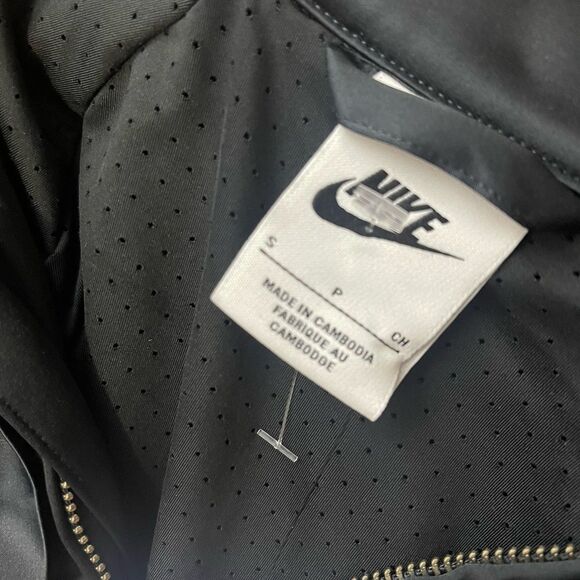 NIKE
S P CH
MADE IN CAMBODIA
FABRIQUE AU
CAMBODGE